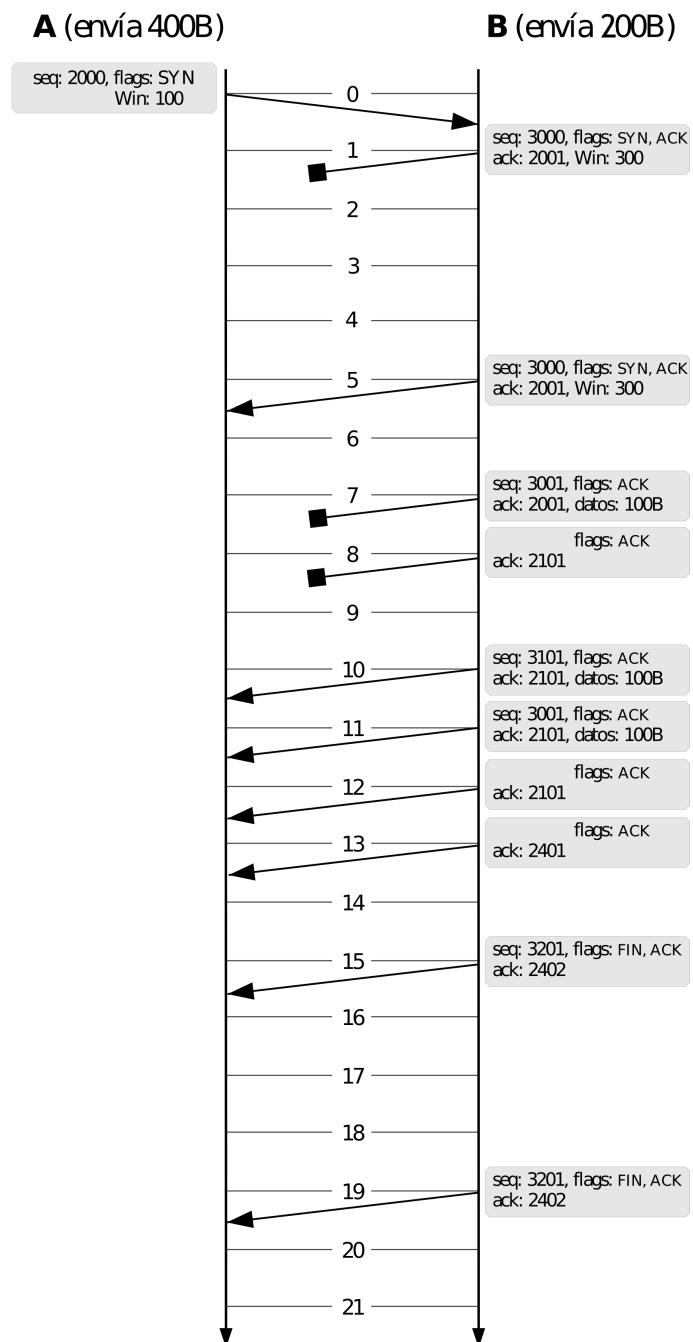 A (envía 400B)
B (envía 200B)
seq: 2000, flags: SYN
Win: 100
0
seq: 3000, flags: SYN, ACK
ack: 2001, Win: 300
1
2
3
4
seq: 3000, flags: SYN, ACK
ack: 2001, Win: 300
5
6
seq: 3001, flags: ACK
ack: 2001, datos: 100B
7
flags: ACK
ack: 2101
8
9
seq: 3101, flags: ACK
ack: 2101, datos: 100B
10
seq: 3001, flags: ACK
ack: 2101, datos: 100B
11
flags: ACK
ack: 2101
12
flags: ACK
ack: 2401
13
14
seq: 3201, flags: FIN, ACK
ack: 2402
15
16
17
18
seq: 3201, flags: FIN, ACK
ack: 2402
19
20
21